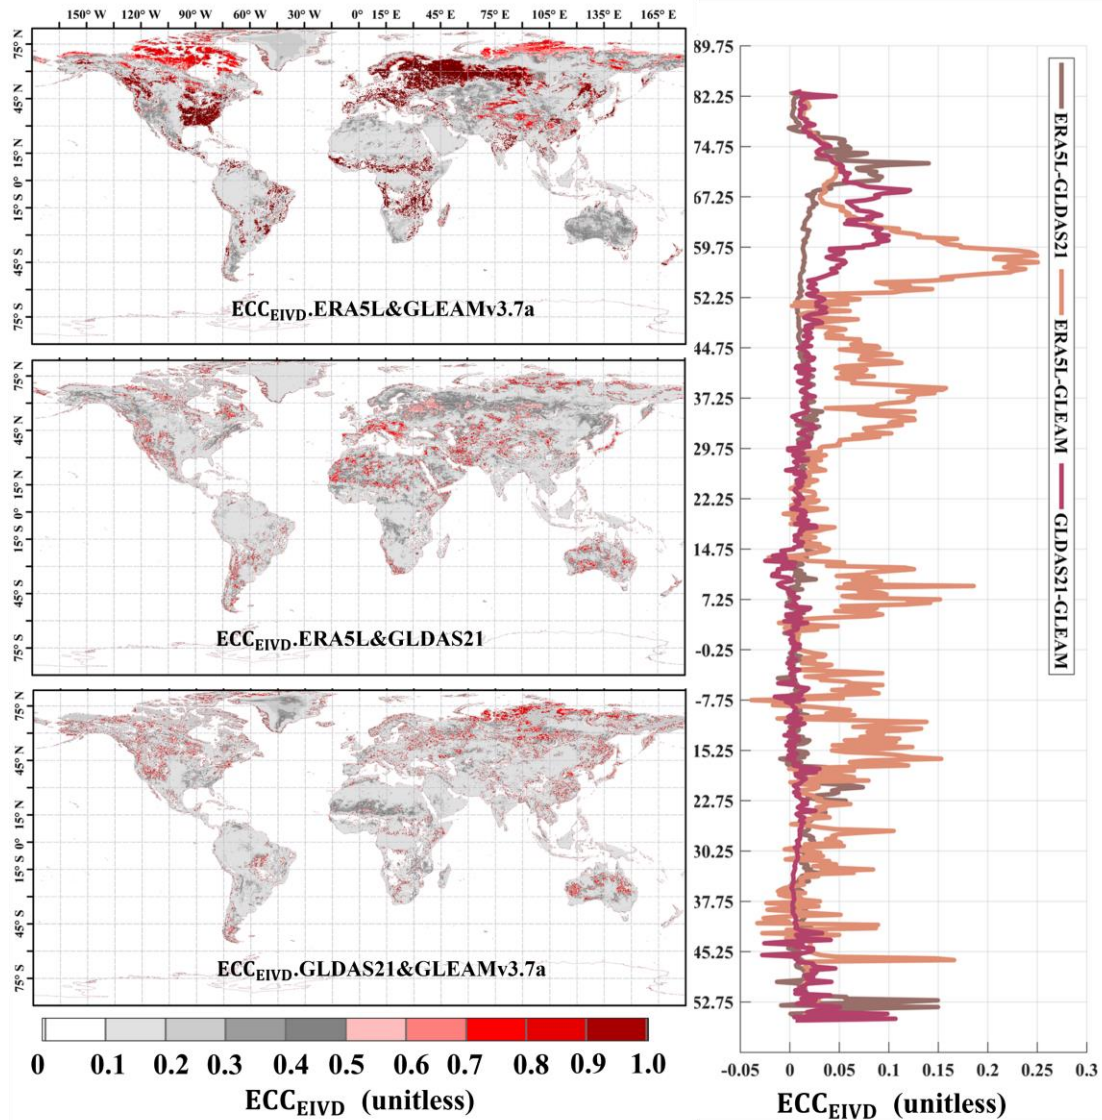 150° W 120° W 90° W 60° W 30° W 0° 15° E 45° E 75° E 105° E 135° E 165° E
75° N
45° N
15° N
0°
15° S
45° S
75° S
ECC_EIVD.ERA5L&GLEAMv3.7a
75° N
45° N
15° N
0°
15° S
45° S
75° S
ECC_EIVD.ERA5L&GLDAS21
75° N
45° N
15° N
0°
15° S
45° S
75° S
ECC_EIVD.GLDAS21&GLEAMv3.7a
0 0.1 0.2 0.3 0.4 0.5 0.6 0.7 0.8 0.9 1.0
ECC_EIVD (unitless)
89.75
82.25
74.75
67.25
59.75
52.25
44.75
37.25
29.75
22.25
14.75
7.25
-0.25
-7.75
15.25
22.75
30.25
37.75
45.25
52.75
-0.05 0 0.05 0.1 0.15 0.2 0.25 0.3
ECC_EIVD (unitless)
ERA5L-GLDAS21
ERA5L-GLEAM
GLDAS21-GLEAM